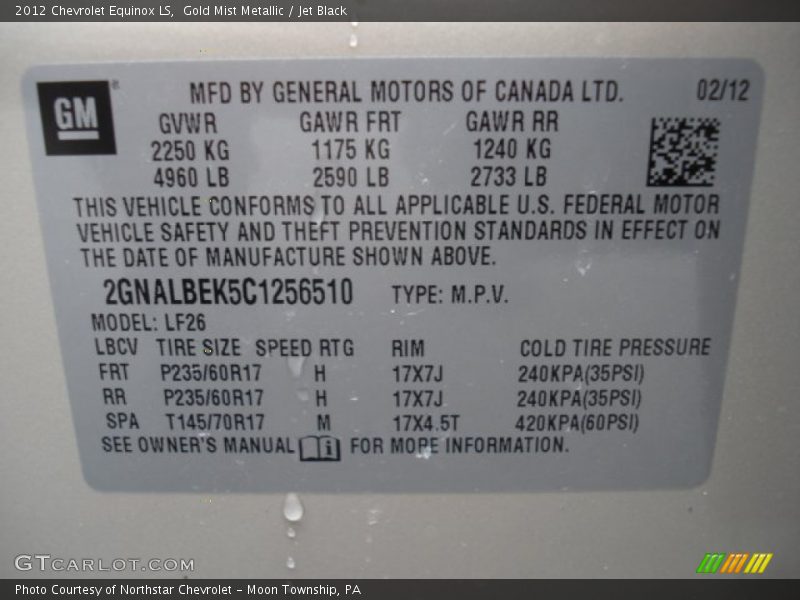 2012 Chevrolet Equinox LS, Gold Mist Metallic / Jet Black
GM ®
MFD BY GENERAL MOTORS OF CANADA LTD. 02/12
GVWR GAWR FRT GAWR RR
2250 KG 1175 KG 1240 KG
4960 LB 2590 LB 2733 LB
THIS VEHICLE CONFORMS TO ALL APPLICABLE U.S. FEDERAL MOTOR
VEHICLE SAFETY AND THEFT PREVENTION STANDARDS IN EFFECT ON
THE DATE OF MANUFACTURE SHOWN ABOVE.
2GNALBEK5C1256510 TYPE: M.P.V.
MODEL: LF26
LBCV TIRE SIZE SPEED RTG RIM COLD TIRE PRESSURE
FRT P235/60R17 H 17X7J 240KPA(35PSI)
RR P235/60R17 H 17X7J 240KPA(35PSI)
SPA T145/70R17 M 17X4.5T 420KPA(60PSI)
SEE OWNER'S MANUAL i FOR MORE INFORMATION.
GTCARLOT.COM
Photo Courtesy of Northstar Chevrolet - Moon Township, PA